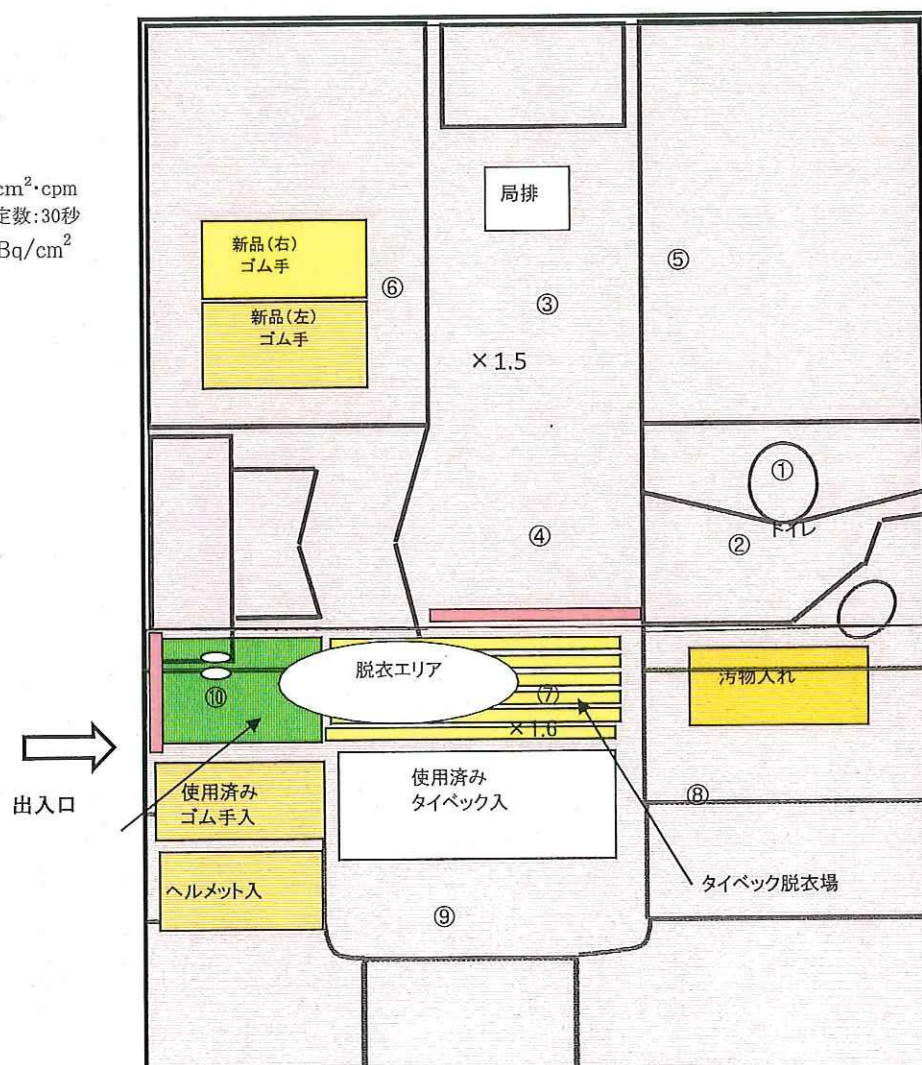 cm²・cpm
定数:30秒
Bq/cm²
局排
新品(右)
ゴム手
新品(左)
ゴム手
⑥
③
⑤
×1.5
①
トイレ
②
④
脱衣エリア
⑦
×1.6
⑩
汚物入れ
出入口
使用済み
ゴム手入
使用済み
タイベック入
⑧
ヘルメット入
タイベック脱衣場
⑨